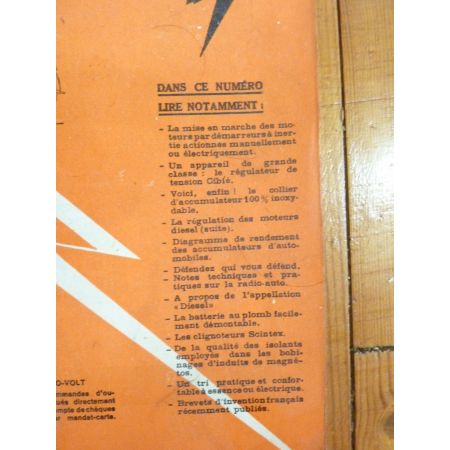 DANS CE NUMÉRO
LIRE NOTAMMENT :
- La mise en marche des mo-
teurs par démarreurs à iner-
tie actionnés manuellement
ou électriquement.
- Un appareil de grande
classe : le régulateur de
tension Cibié.
- Voici, enfin ! le collier
d'accumulateur 100 % inoxy-
dable.
- La régulation des moteurs
diesel (suite).
- Diagramme de rendement
des accumulateurs d'auto-
mobiles.
- Défendez qui vous défend.
- Notes techniques et pra-
tiques sur la radio-auto.
- A propos de l'appellation
« Diesel »
- La batterie au plomb facile-
ment démontable.
- Les clignoteurs Scintex.
- De la qualité des isolants
employés dans les bobi-
nages d'induits de magné-
tos.
- Un tri pratique et confor-
table à essence ou électrique.
- Brevets d'invention français
récemment publiés.
O-VOLT
mmandes d'ou-
ués directement
mpte de chèques
r mandat-carte.